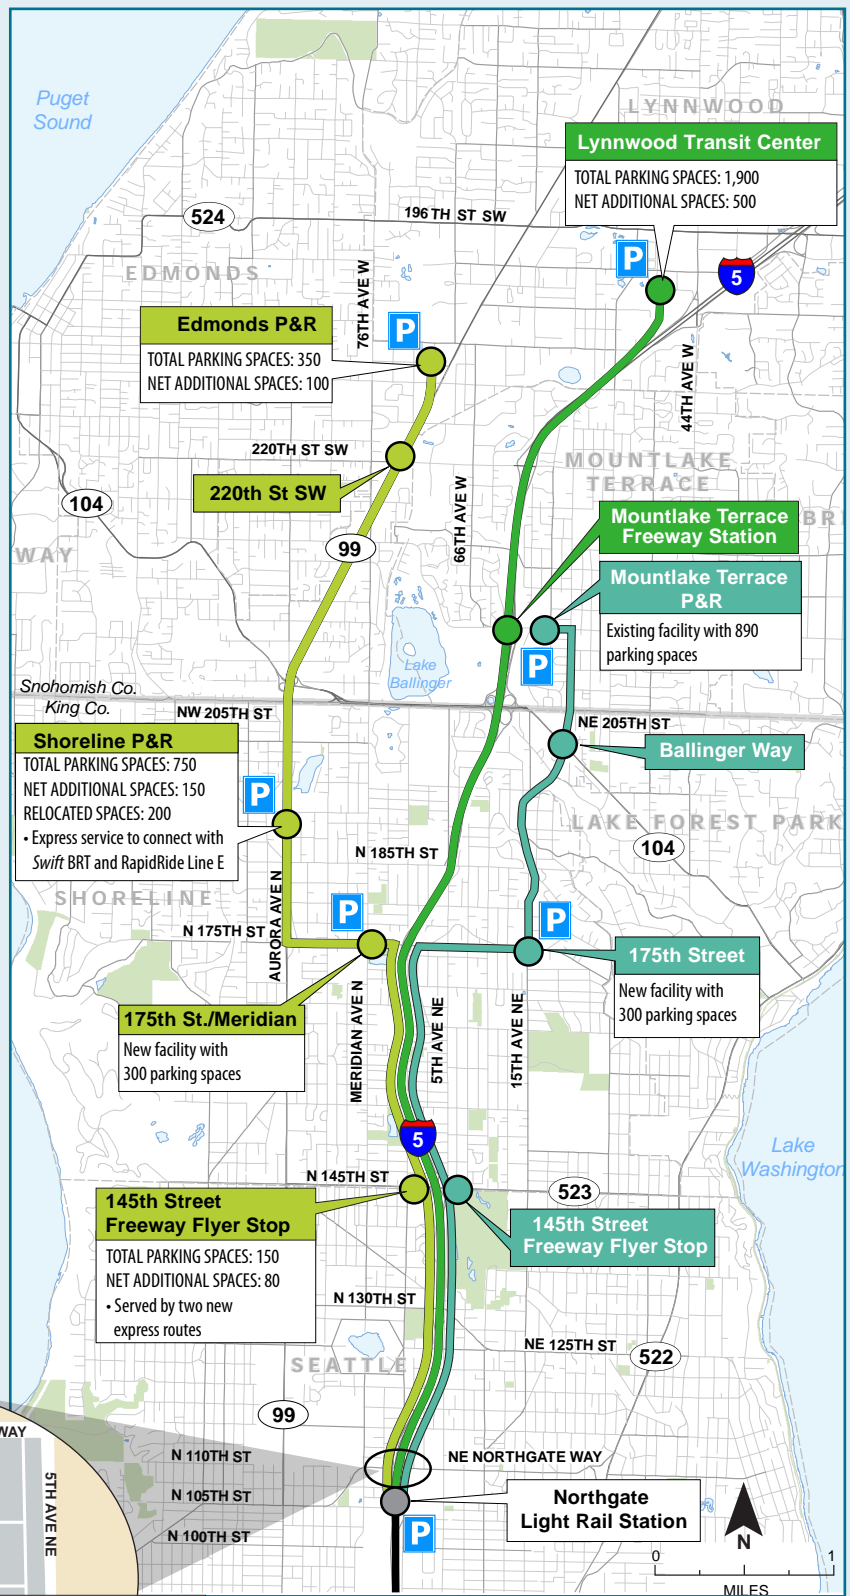 Puget
Sound
LYNNWOOD
Lynnwood Transit Center
TOTAL PARKING SPACES: 1,900
NET ADDITIONAL SPACES: 500
524
196TH ST SW
P
5
EDMONDS
76TH AVE W
Edmonds P&R
TOTAL PARKING SPACES: 350
NET ADDITIONAL SPACES: 100
P
44TH AVE W
220TH ST SW
220th St SW
MOUNTLAKE
TERRACE
104
66TH AVE W
99
WAY
BRI
Mountlake Terrace
Freeway Station
Mountlake Terrace
P&R
Existing facility with 890
parking spaces
P
Lake
Ballinger
Snohomish Co.
King Co.
NW 205TH ST
NE 205TH ST
Ballinger Way
Shoreline P&R
TOTAL PARKING SPACES: 750
NET ADDITIONAL SPACES: 150
RELOCATED SPACES: 200
• Express service to connect with
Swift BRT and RapidRide Line E
P
LAKE FOREST PARK
104
N 185TH ST
SHORELINE
AURORA AVE N
N 175TH ST
P
P
175th Street
New facility with
300 parking spaces
175th St./Meridian
New facility with
300 parking spaces
MERIDIAN AVE N
5TH AVE NE
15TH AVE NE
5
Lake
Washington
N 145TH ST
523
145th Street
Freeway Flyer Stop
TOTAL PARKING SPACES: 150
NET ADDITIONAL SPACES: 80
• Served by two new
express routes
145th Street
Freeway Flyer Stop
N 130TH ST
NE 125TH ST
522
SEATTLE
99
WAY
5TH AVE NE
N 110TH ST
NE NORTHGATE WAY
N 105TH ST
N 100TH ST
Northgate
Light Rail Station
P
N
0
1
MILES